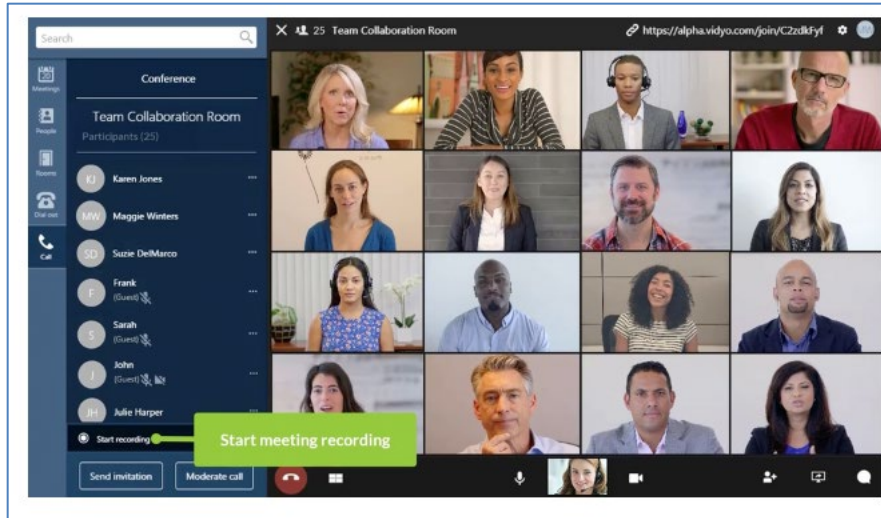 Search
25 Team Collaboration Room
https://alpha.vidyo.com/join/C2zdkFyf
20
Meetings
People
Rooms
Dial out
Call
Conference
Team Collaboration Room
Participants (25)
KJ Karen Jones
MW Maggie Winters
SD Suzie DelMarco
F Frank
(Guest)
S Sarah
(Guest)
J John
(Guest)
JH Julie Harper
Start recording
Start meeting recording
Send invitation
Moderate call